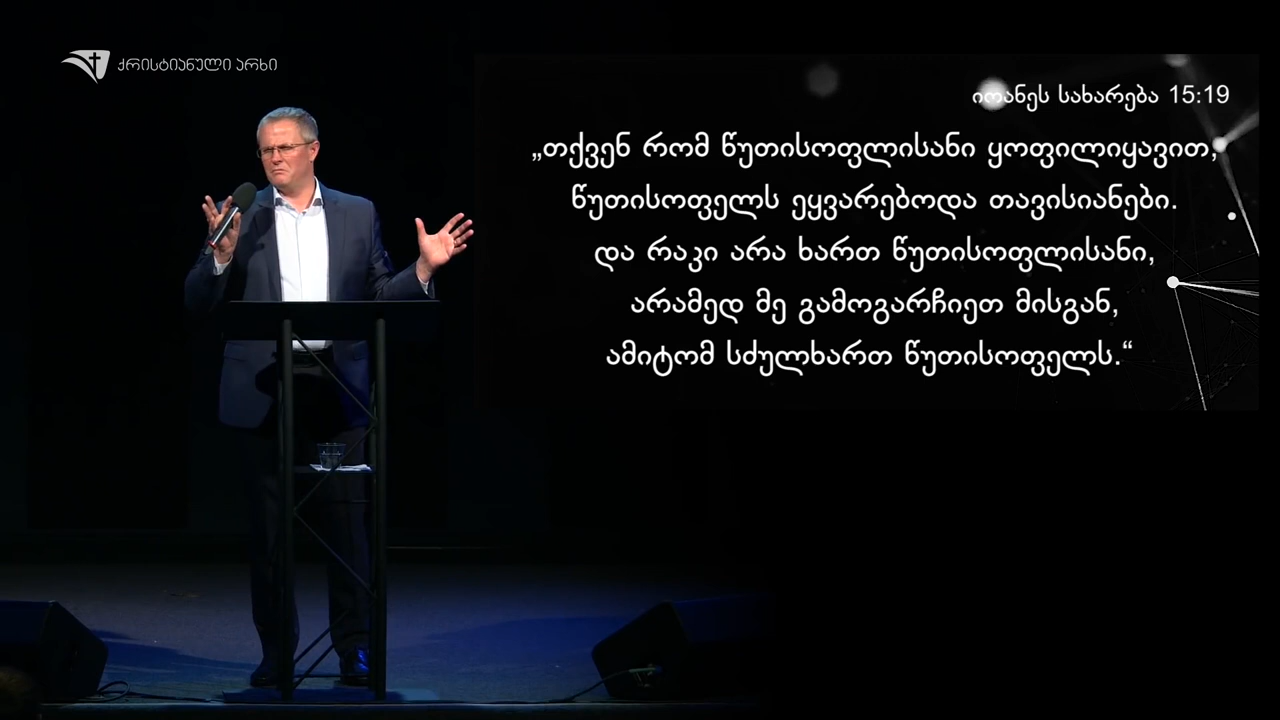 ქრისტიანული არხი
იოანეს სახარება 15:19
„თქვენ რომ წუთისოფლისანი ყოფილიყავით,
წუთისოფელს ეყვარებოდა თავისიანები.
და რაკი არა ხართ წუთისოფლისანი,
არამედ მე გამოგარჩიეთ მისგან,
ამიტომ სძულხართ წუთისოფელს.“